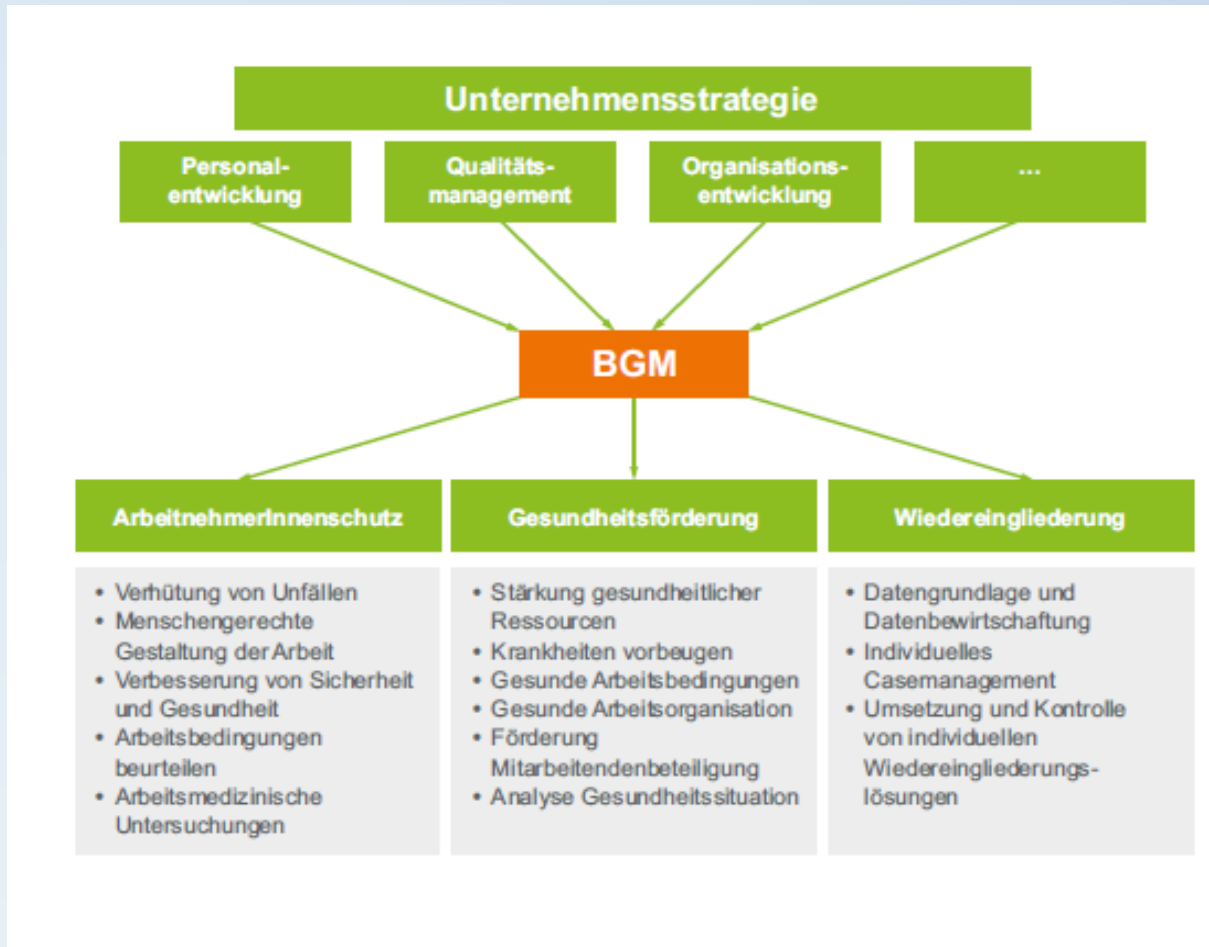 Unternehmensstrategie
Personal-
entwicklung
Qualitäts-
management
Organisations-
entwicklung
...
BGM
ArbeitnehmerInnenschutz
• Verhütung von Unfällen
• Menschengerechte
Gestaltung der Arbeit
• Verbesserung von Sicherheit
und Gesundheit
• Arbeitsbedingungen
beurteilen
• Arbeitsmedizinische
Untersuchungen
Gesundheitsförderung
• Stärkung gesundheitlicher
Ressourcen
• Krankheiten vorbeugen
• Gesunde Arbeitsbedingungen
• Gesunde Arbeitsorganisation
• Förderung
Mitarbeitendenbeteiligung
• Analyse Gesundheitssituation
Wiedereingliederung
• Datengrundlage und
Datenbewirtschaftung
• Individuelles
Casemanagement
• Umsetzung und Kontrolle
von individuellen
Wiedereingliederungs-
lösungen